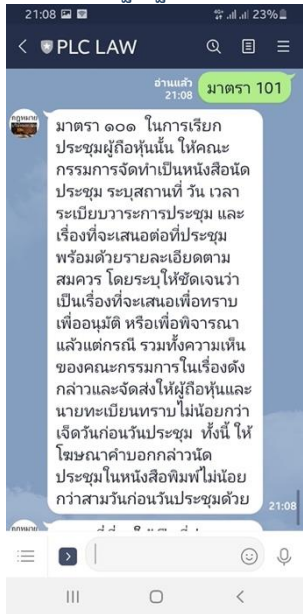 21:08
23%
PLC LAW
อ่านแล้ว
21:08
มาตรา 101
กฎหมาย
มาตรา ๑๐๑ ในการเรียก
ประชุมผู้ถือหุ้นนั้น ให้คณะ
กรรมการจัดทำเป็นหนังสือนัด
ประชุม ระบุสถานที่ วัน เวลา
ระเบียบวาระการประชุม และ
เรื่องที่จะเสนอต่อที่ประชุม
พร้อมด้วยรายละเอียดตาม
สมควร โดยระบุให้ชัดเจนว่า
เป็นเรื่องที่จะเสนอเพื่อทราบ
เพื่ออนุมัติ หรือเพื่อพิจารณา
แล้วแต่กรณี รวมทั้งความเห็น
ของคณะกรรมการในเรื่องดัง
กล่าวและจัดส่งให้ผู้ถือหุ้นและ
นายทะเบียนทราบไม่น้อยกว่า
เจ็ดวันก่อนวันประชุม ทั้งนี้ ให้
โฆษณาคำบอกกล่าวนัด
ประชุมในหนังสือพิมพ์ไม่น้อย
กว่าสามวันก่อนวันประชุมด้วย
21:08